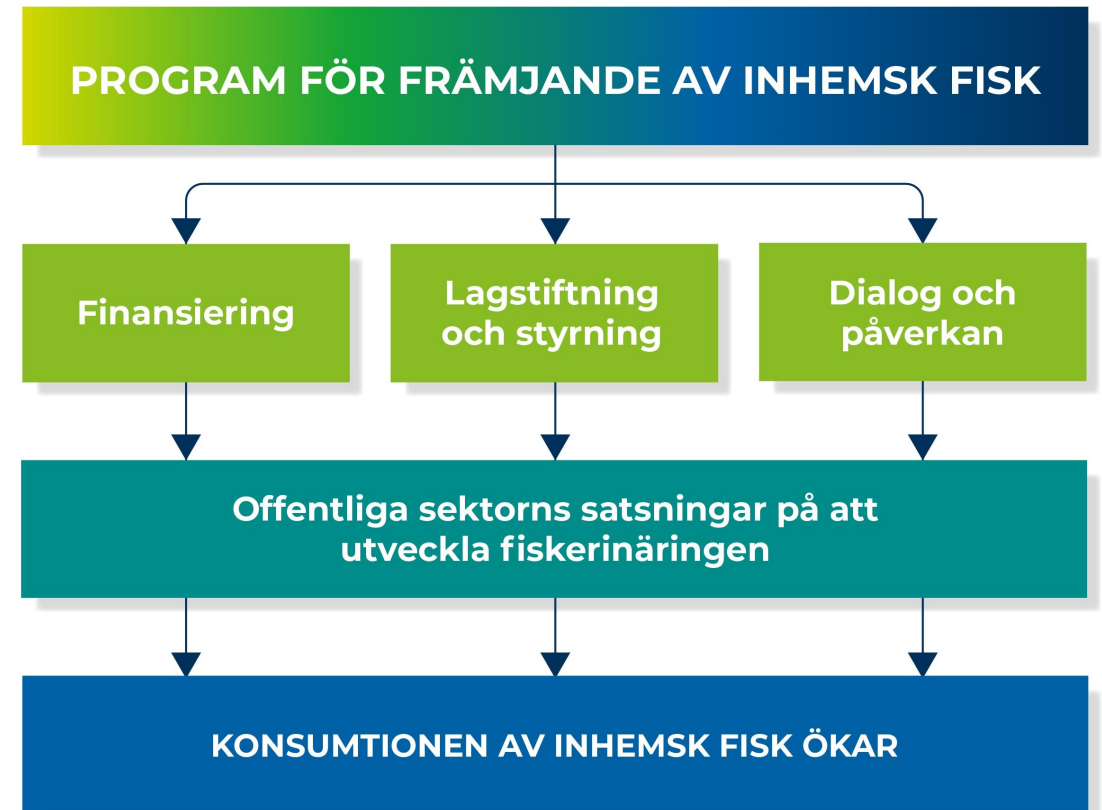 PROGRAM FÖR FRÄMJANDE AV INHEMSK FISK
Finansiering
Lagstiftning
och styrning
Dialog och
påverkan
Offentliga sektorns satsningar på att
utveckla fiskerinäringen
KONSUMTIONEN AV INHEMSK FISK ÖKAR